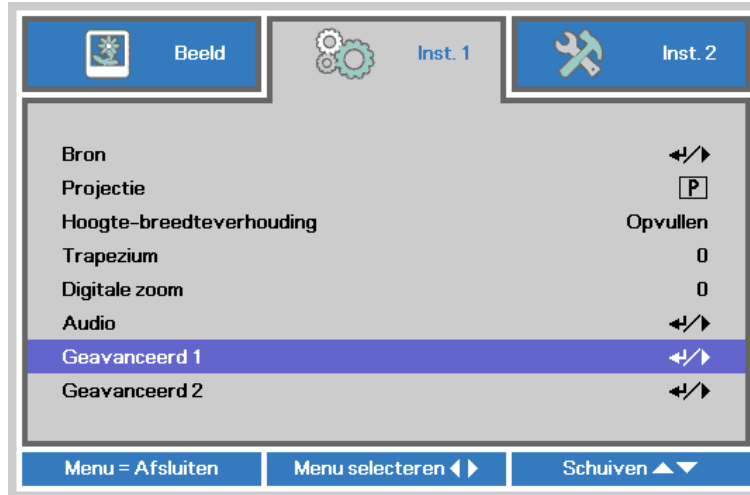 Beeld Inst. 1 Inst. 2
Bron ↵/▶
Projectie P
Hoogte-breedteverhouding Opvullen
Trapezium 0
Digitale zoom 0
Audio ↵/▶
Geavanceerd 1 ↵/▶
Geavanceerd 2 ↵/▶
Menu = Afsluiten Menu selecteren ◀▶ Schuiven ▲▼